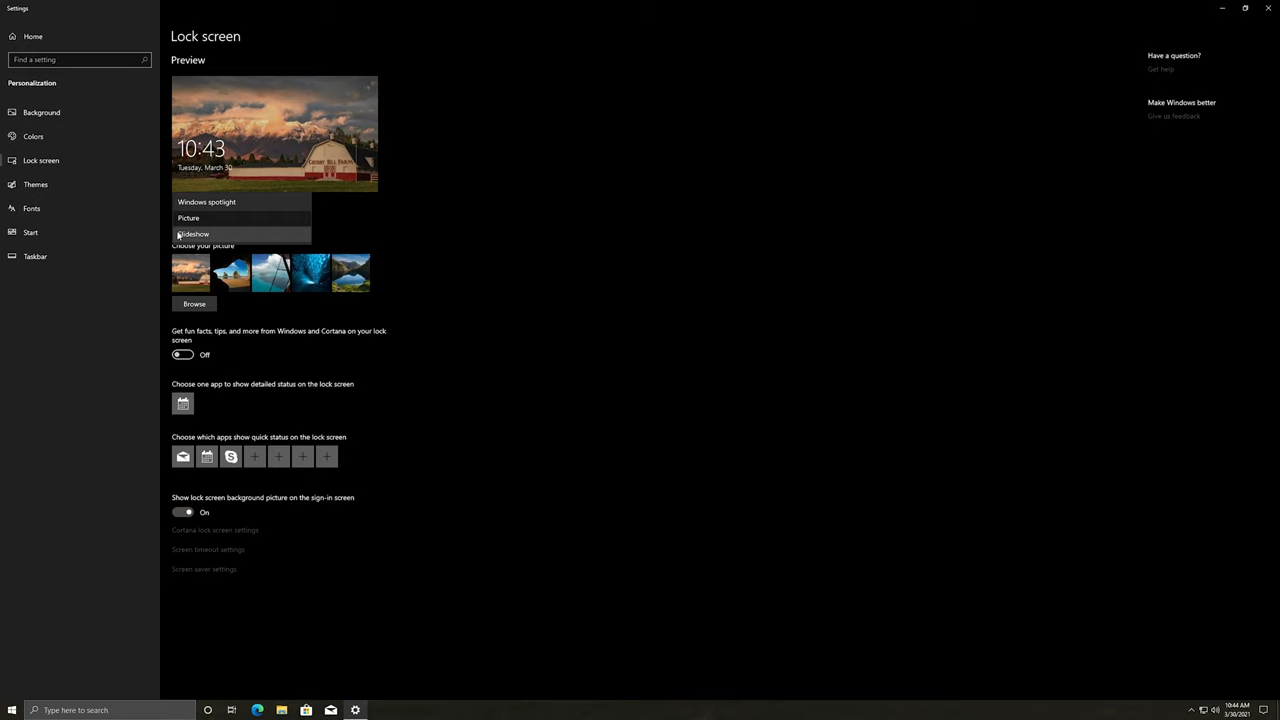 Settings
Home
Find a setting
Personalization
Background
Colors
Lock screen
Themes
Fonts
Start
Taskbar
Lock screen
Preview
CHERRY HILL FARM
10:43
Tuesday, March 30
Windows spotlight
Picture
Slideshow
Choose your picture
Browse
Get fun facts, tips, and more from Windows and Cortana on your lock
screen
Off
Choose one app to show detailed status on the lock screen
Choose which apps show quick status on the lock screen
Show lock screen background picture on the sign-in screen
On
Cortana lock screen settings
Screen timeout settings
Screen saver settings
Have a question?
Get help
Make Windows better
Give us feedback
Type here to search
10:44 AM
3/30/2021